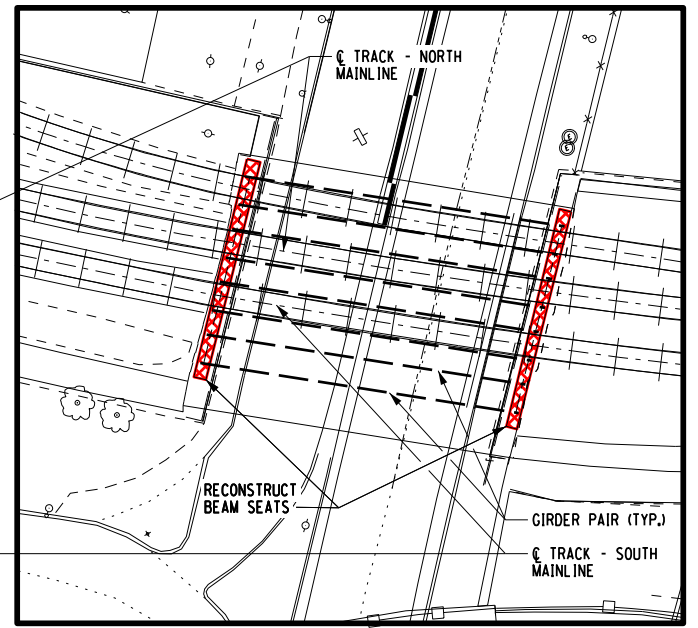 ℄ TRACK - NORTH
MAINLINE
RECONSTRUCT
BEAM SEATS
GIRDER PAIR (TYP.)
℄ TRACK - SOUTH
MAINLINE